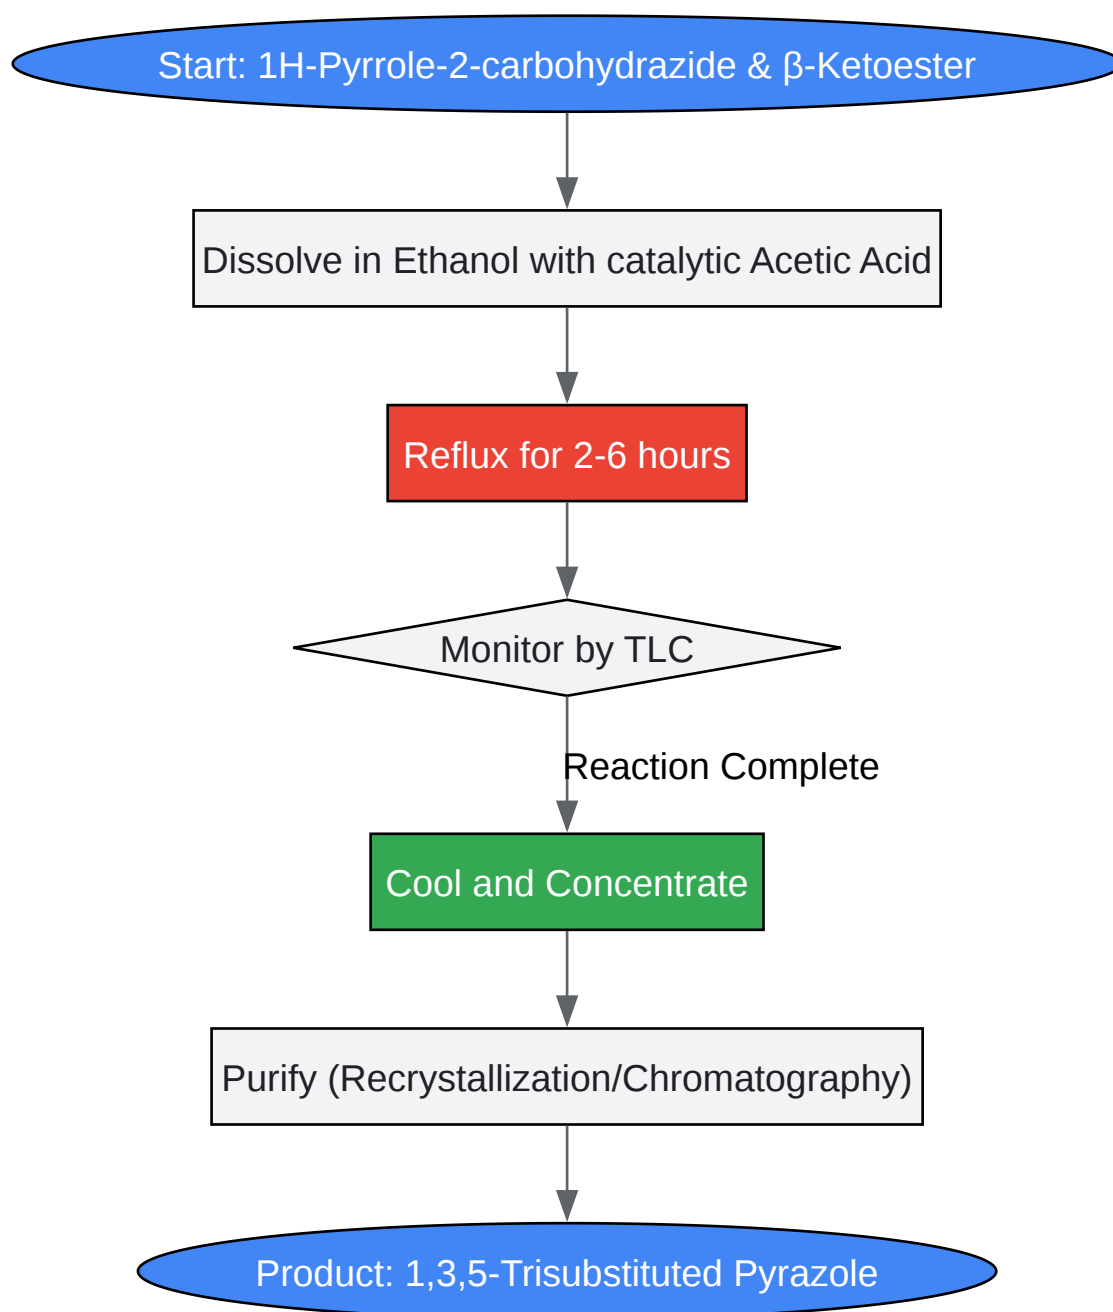 Start: 1H-Pyrrole-2-carbohydrazide & β-Ketoester
Dissolve in Ethanol with catalytic Acetic Acid
Reflux for 2-6 hours
Monitor by TLC
Reaction Complete
Cool and Concentrate
Purify (Recrystallization/Chromatography)
Product: 1,3,5-Trisubstituted Pyrazole